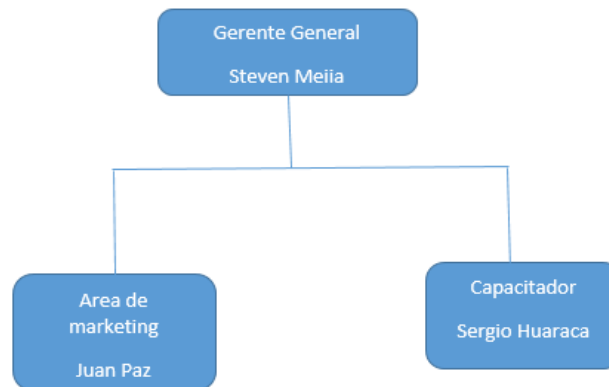 Gerente General
Steven Meiia
Area de
marketing
Juan Paz
Capacitador
Sergio Huaraca